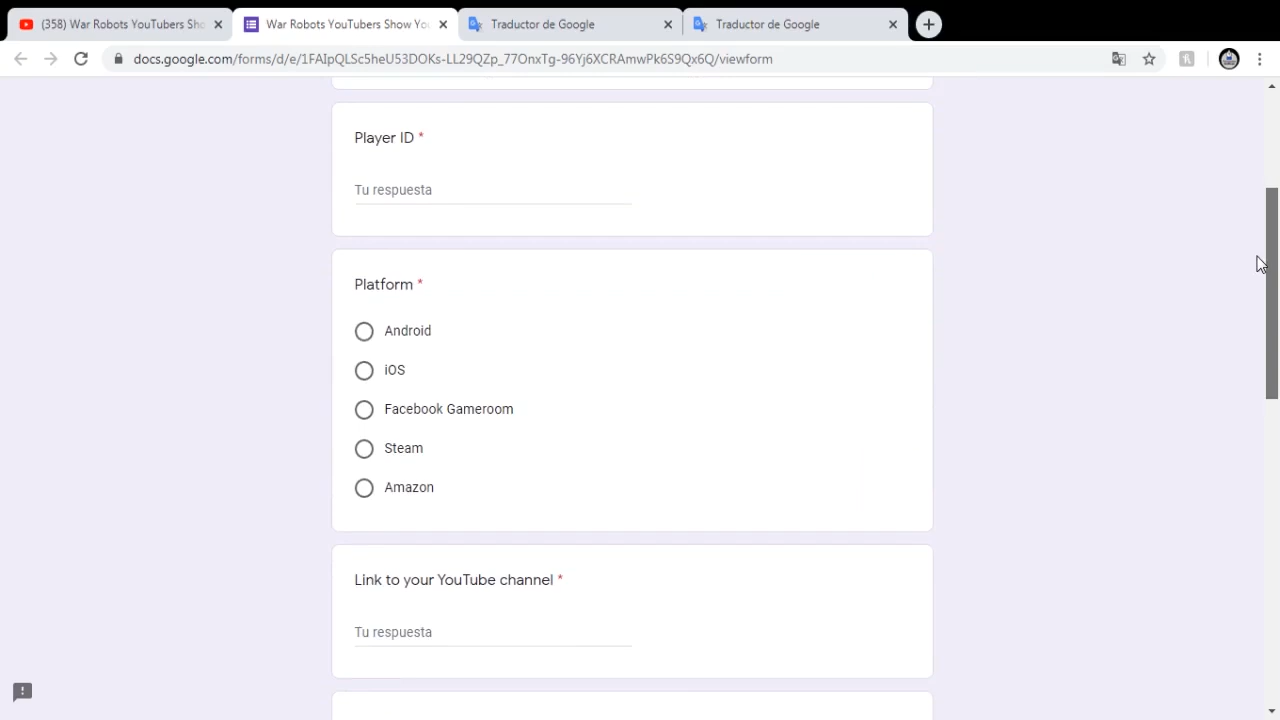 (358) War Robots YouTubers Sho
War Robots YouTubers Show You
Traductor de Google
Traductor de Google
docs.google.com/forms/d/e/1FAIpQLSc5heU53DOKs-LL29QZp_77OnxTg-96Yj6XCRAmwPk6S9Qx6Q/viewform
Player ID *
Tu respuesta
Platform *
Android
iOS
Facebook Gameroom
Steam
Amazon
Link to your YouTube channel *
Tu respuesta